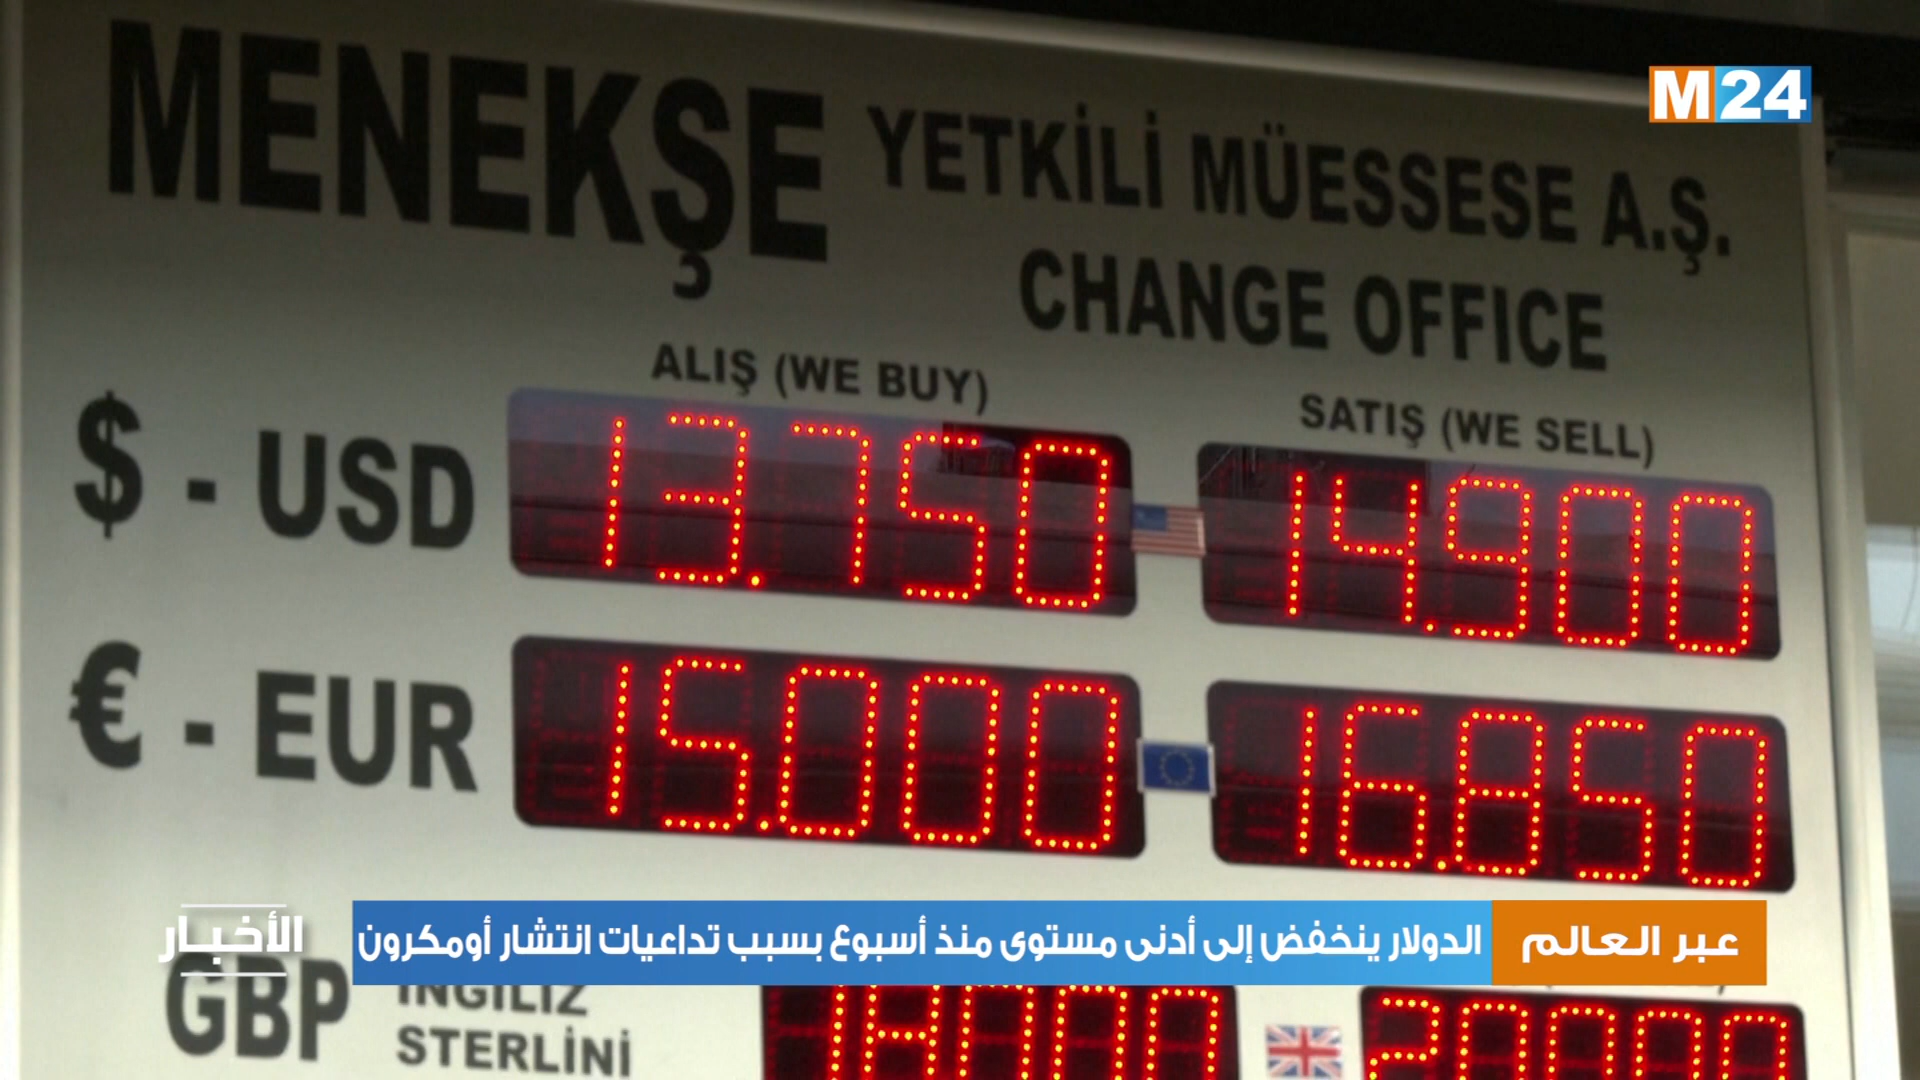 M24
MENEKŞE YETKİLİ MÜESSESE A.Ş.
CHANGE OFFICE
ALIŞ (WE BUY) SATIŞ (WE SELL)
$ - USD 13.750 14.900
€ - EUR 15.000 16.850
عبر العالم الدولار ينخفض إلى أدنى مستوى منذ أسبوع بسبب تداعيات انتشار أومكرون الأخبار
GBP İNGİLİZ
STERLİNİ